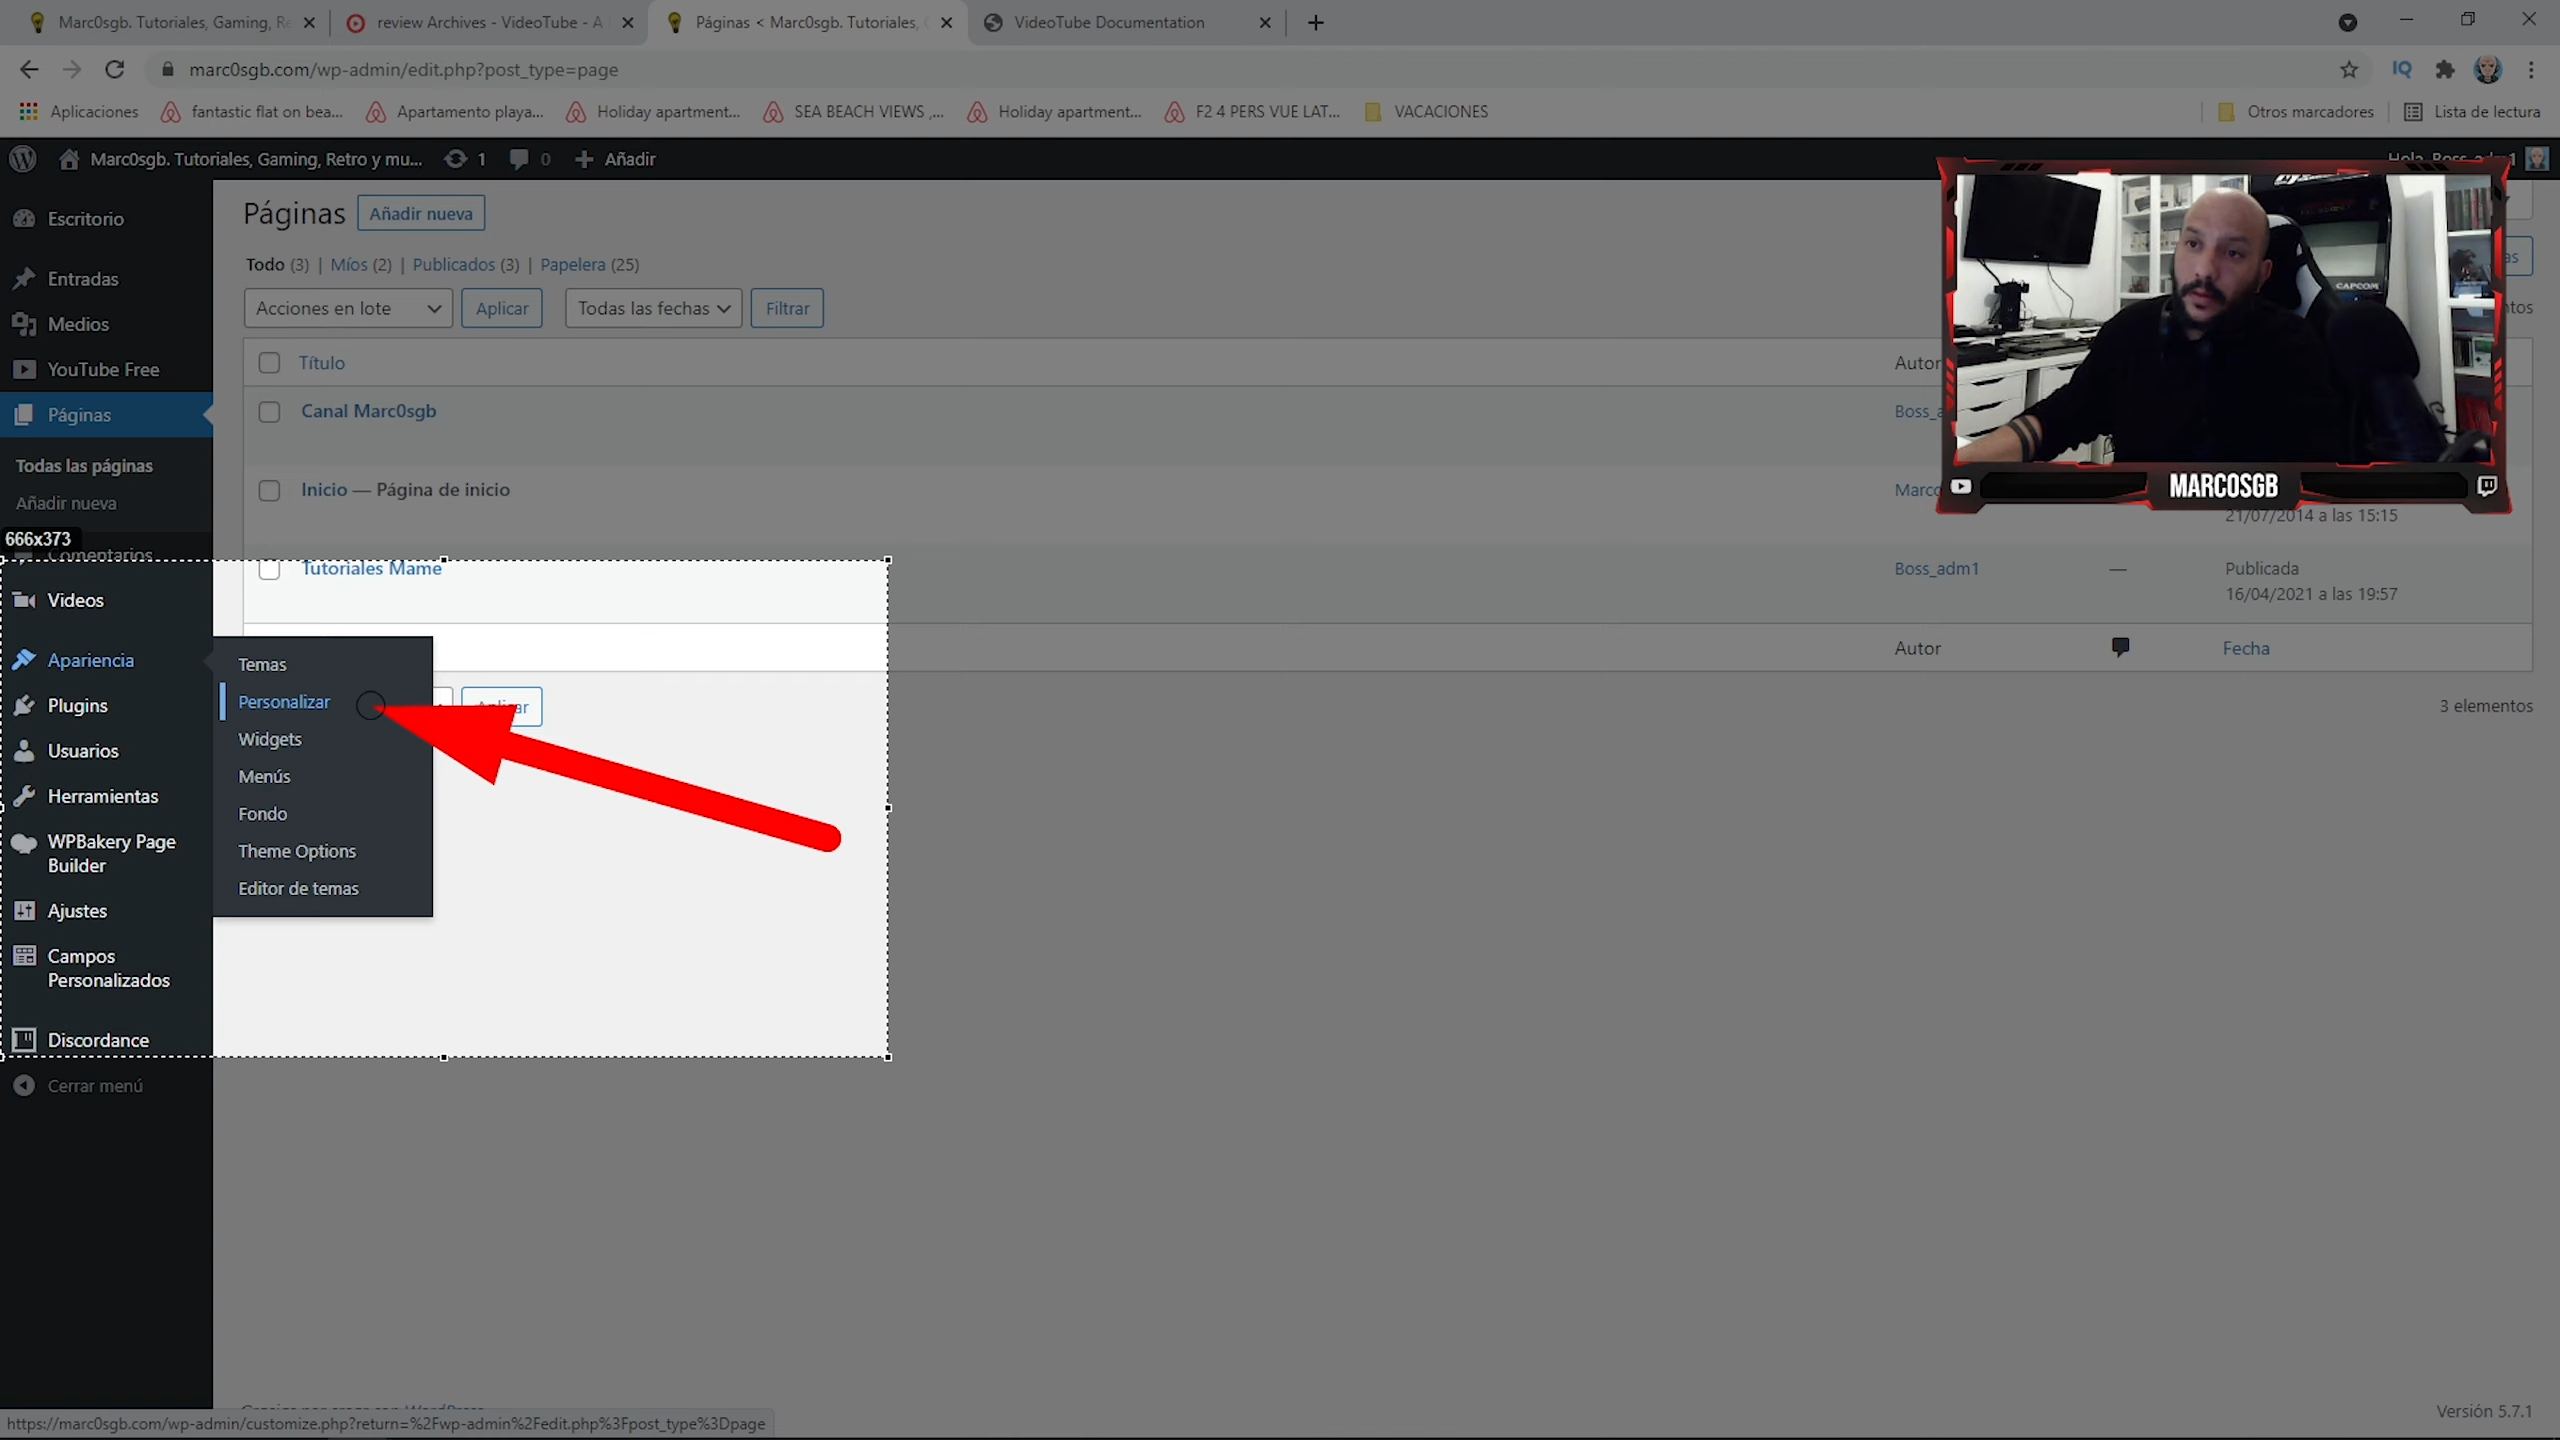 Marc0sgb. Tutoriales, Gaming, Re
review Archives - VideoTube - A
Páginas < Marc0sgb. Tutoriales,
VideoTube Documentation
marc0sgb.com/wp-admin/edit.php?post_type=page
IQ
Aplicaciones
fantastic flat on bea...
Apartamento playa...
Holiday apartment...
SEA BEACH VIEWS ,...
Holiday apartment...
F2 4 PERS VUE LAT...
VACACIONES
Otros marcadores
Lista de lectura
Marc0sgb. Tutoriales, Gaming, Retro y mu...
1
0
Añadir
Hola, Boss_adm1
Escritorio
Entradas
Medios
YouTube Free
Páginas
Todas las páginas
Añadir nueva
666x373
Comentarios
Videos
Apariencia
Plugins
Usuarios
Herramientas
WPBakery Page
Builder
Ajustes
Campos
Personalizados
Discordance
Cerrar menú
Temas
Personalizar
Widgets
Menús
Fondo
Theme Options
Editor de temas
Páginas
Añadir nueva
Todo (3) | Míos (2) | Publicados (3) | Papelera (25)
Acciones en lote
Aplicar
Todas las fechas
Filtrar
Título
Autor
Canal Marc0sgb
Boss_a
Inicio — Página de inicio
Marc
21/07/2014 a las 15:15
Tutoriales Mame
Boss_adm1
—
Publicada
16/04/2021 a las 19:57
Autor
Fecha
Aplicar
3 elementos
CAPCOM
MARCOSGB
https://marc0sgb.com/wp-admin/customize.php?return=%2Fwp-admin%2Fedit.php%3Fpost_type%3Dpage
Versión 5.7.1